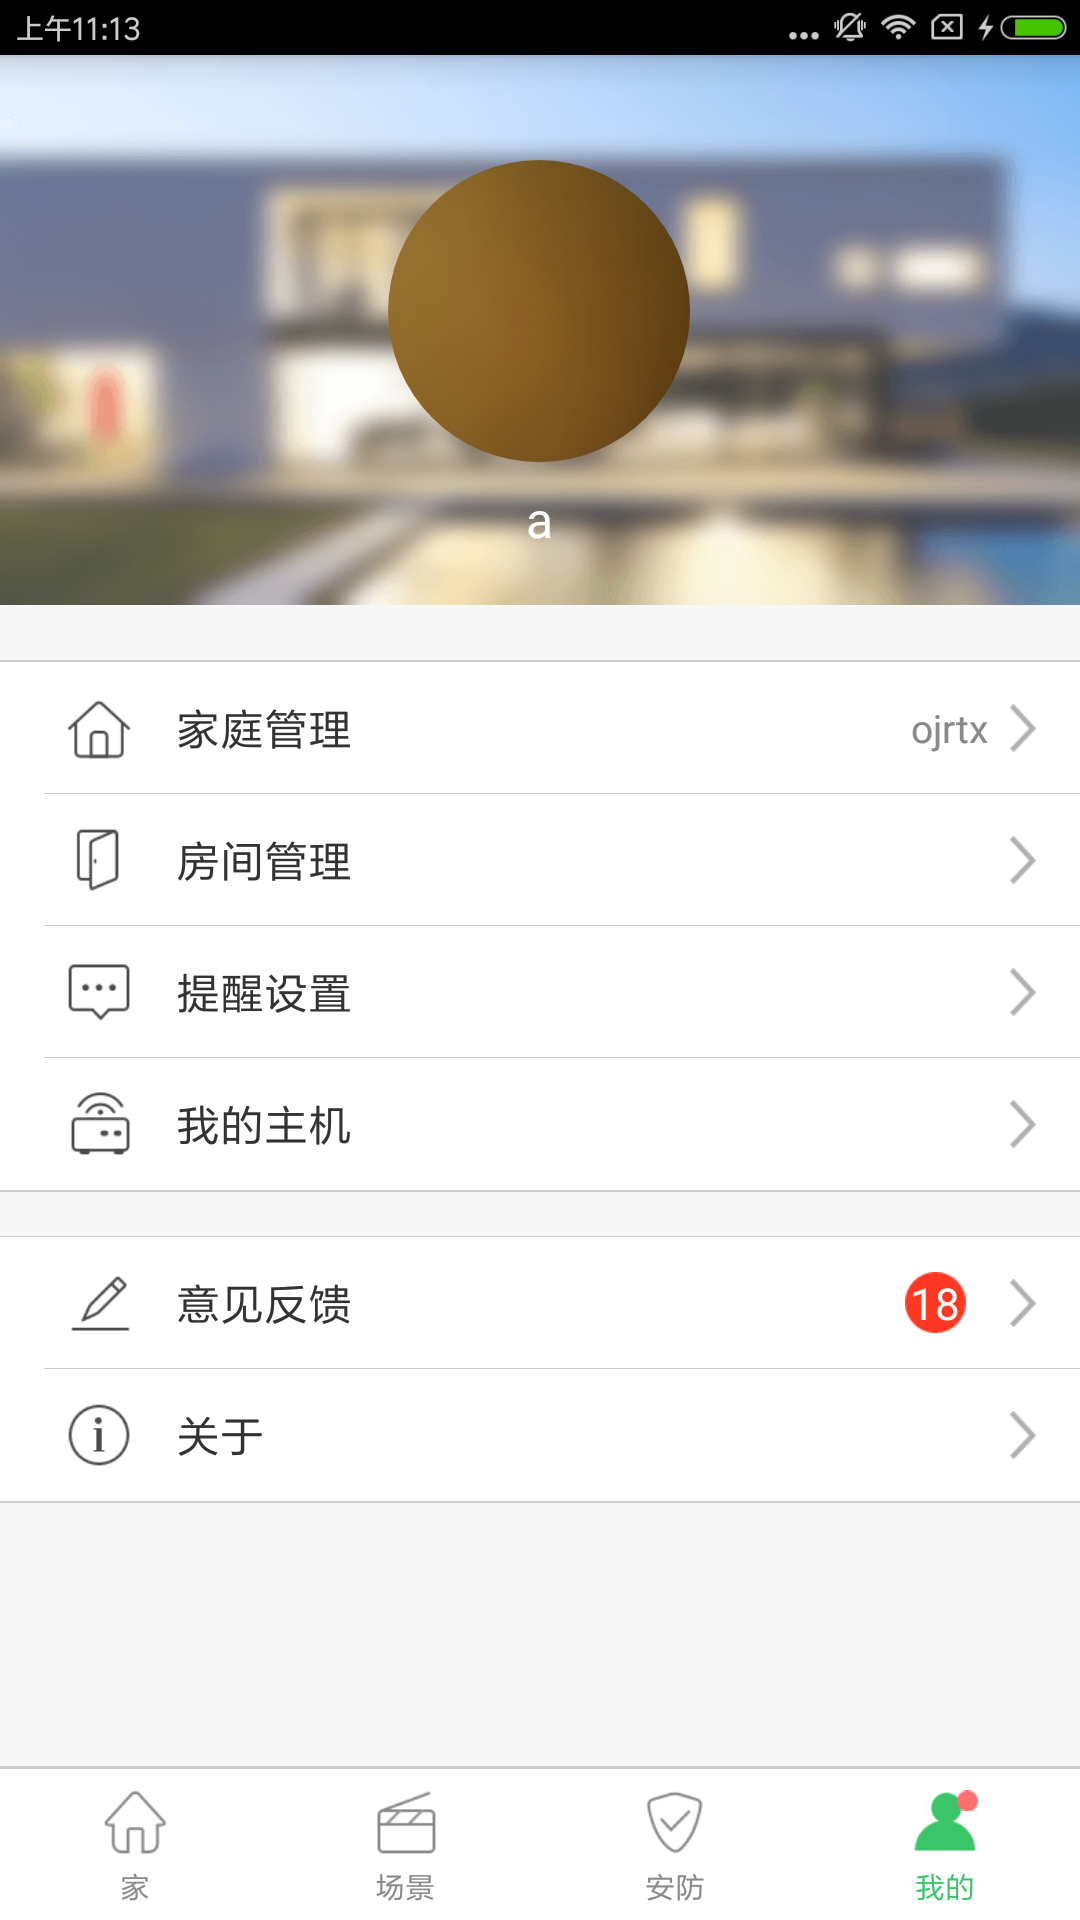 上午11:13
a
家庭管理 ojrtx
房间管理
提醒设置
我的主机
意见反馈 18
关于
家 场景 安防 我的